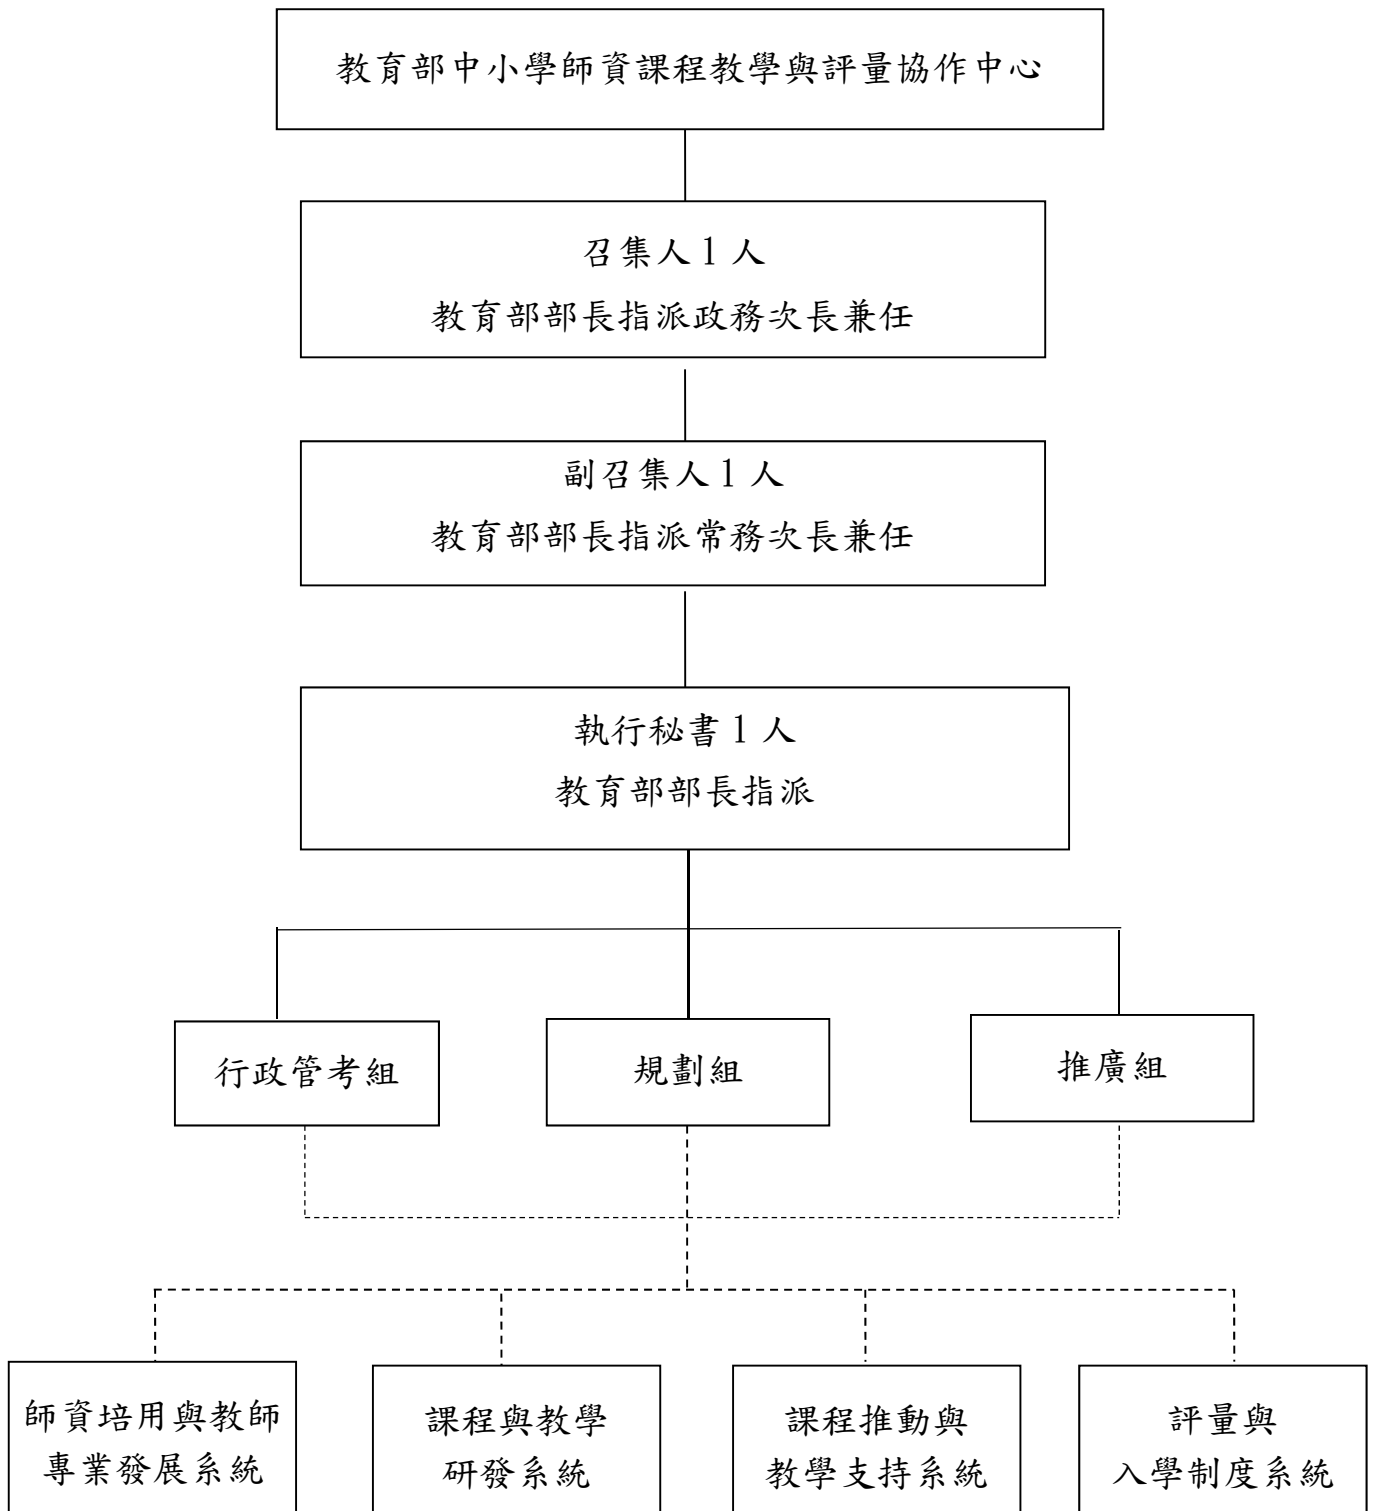 教育部中小學師資課程教學與評量協作中心
召集人1人
教育部部長指派政務次長兼任
副召集人1人
教育部部長指派常務次長兼任
執行秘書1人
教育部部長指派
行政管考組
規劃組
推廣組
師資培用與教師
專業發展系統
課程與教學
研發系統
課程推動與
教學支持系統
評量與
入學制度系統